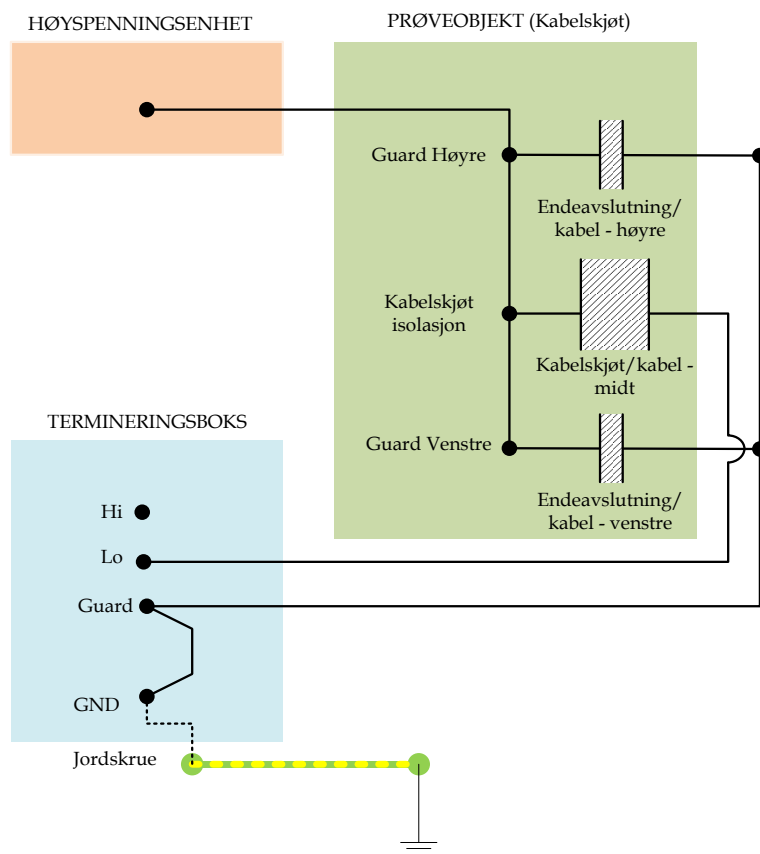 HØYSPENNINGSENHET
PRØVEOBJEKT (Kabelskjøt)
Guard Høyre
Endeavslutning/
kabel - høyre
Kabelskjøt
isolasjon
Kabelskjøt/kabel -
midt
TERMINERINGSBOKS
Guard Venstre
Endeavslutning/
kabel - venstre
Hi
Lo
Guard
GND
Jordskrue